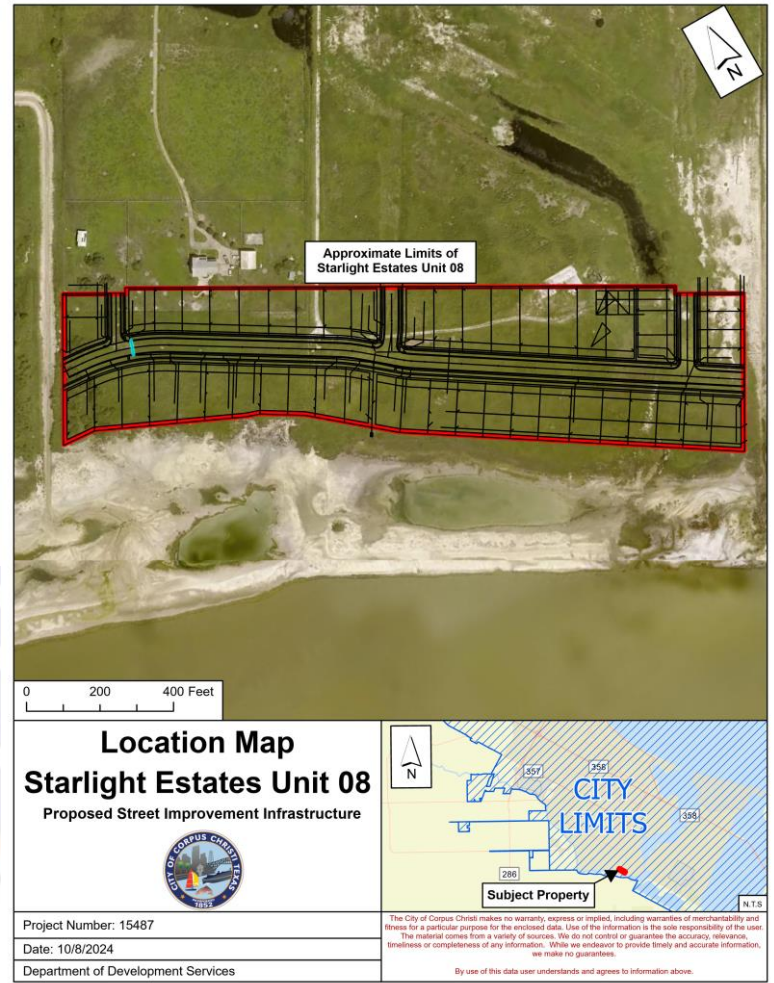 N
Approximate Limits of
Starlight Estates Unit 08
0 200 400 Feet
Location Map
Starlight Estates Unit 08
Proposed Street Improvement Infrastructure
CITY OF CORPUS CHRISTI TEXAS
1852
Project Number: 15487
Date: 10/8/2024
Department of Development Services
N
357
358
358
286
CITY
LIMITS
Subject Property
N.T.S
The City of Corpus Christi makes no warranty, express or implied, including warranties of merchantability and
fitness for a particular purpose for the enclosed data. Use of the information is the sole responsibility of the user.
The material comes from a variety of sources. We do not control or guarantee the accuracy, relevance,
timeliness or completeness of any information. While we endeavor to provide timely and accurate information,
we make no guarantees.
By use of this data user understands and agrees to information above.